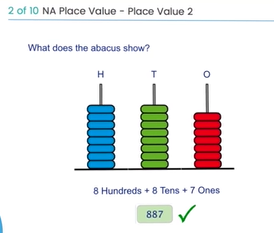 2 of 10 NA Place Value - Place Value 2
What does the abacus show?
H T O
8 Hundreds + 8 Tens + 7 Ones
887